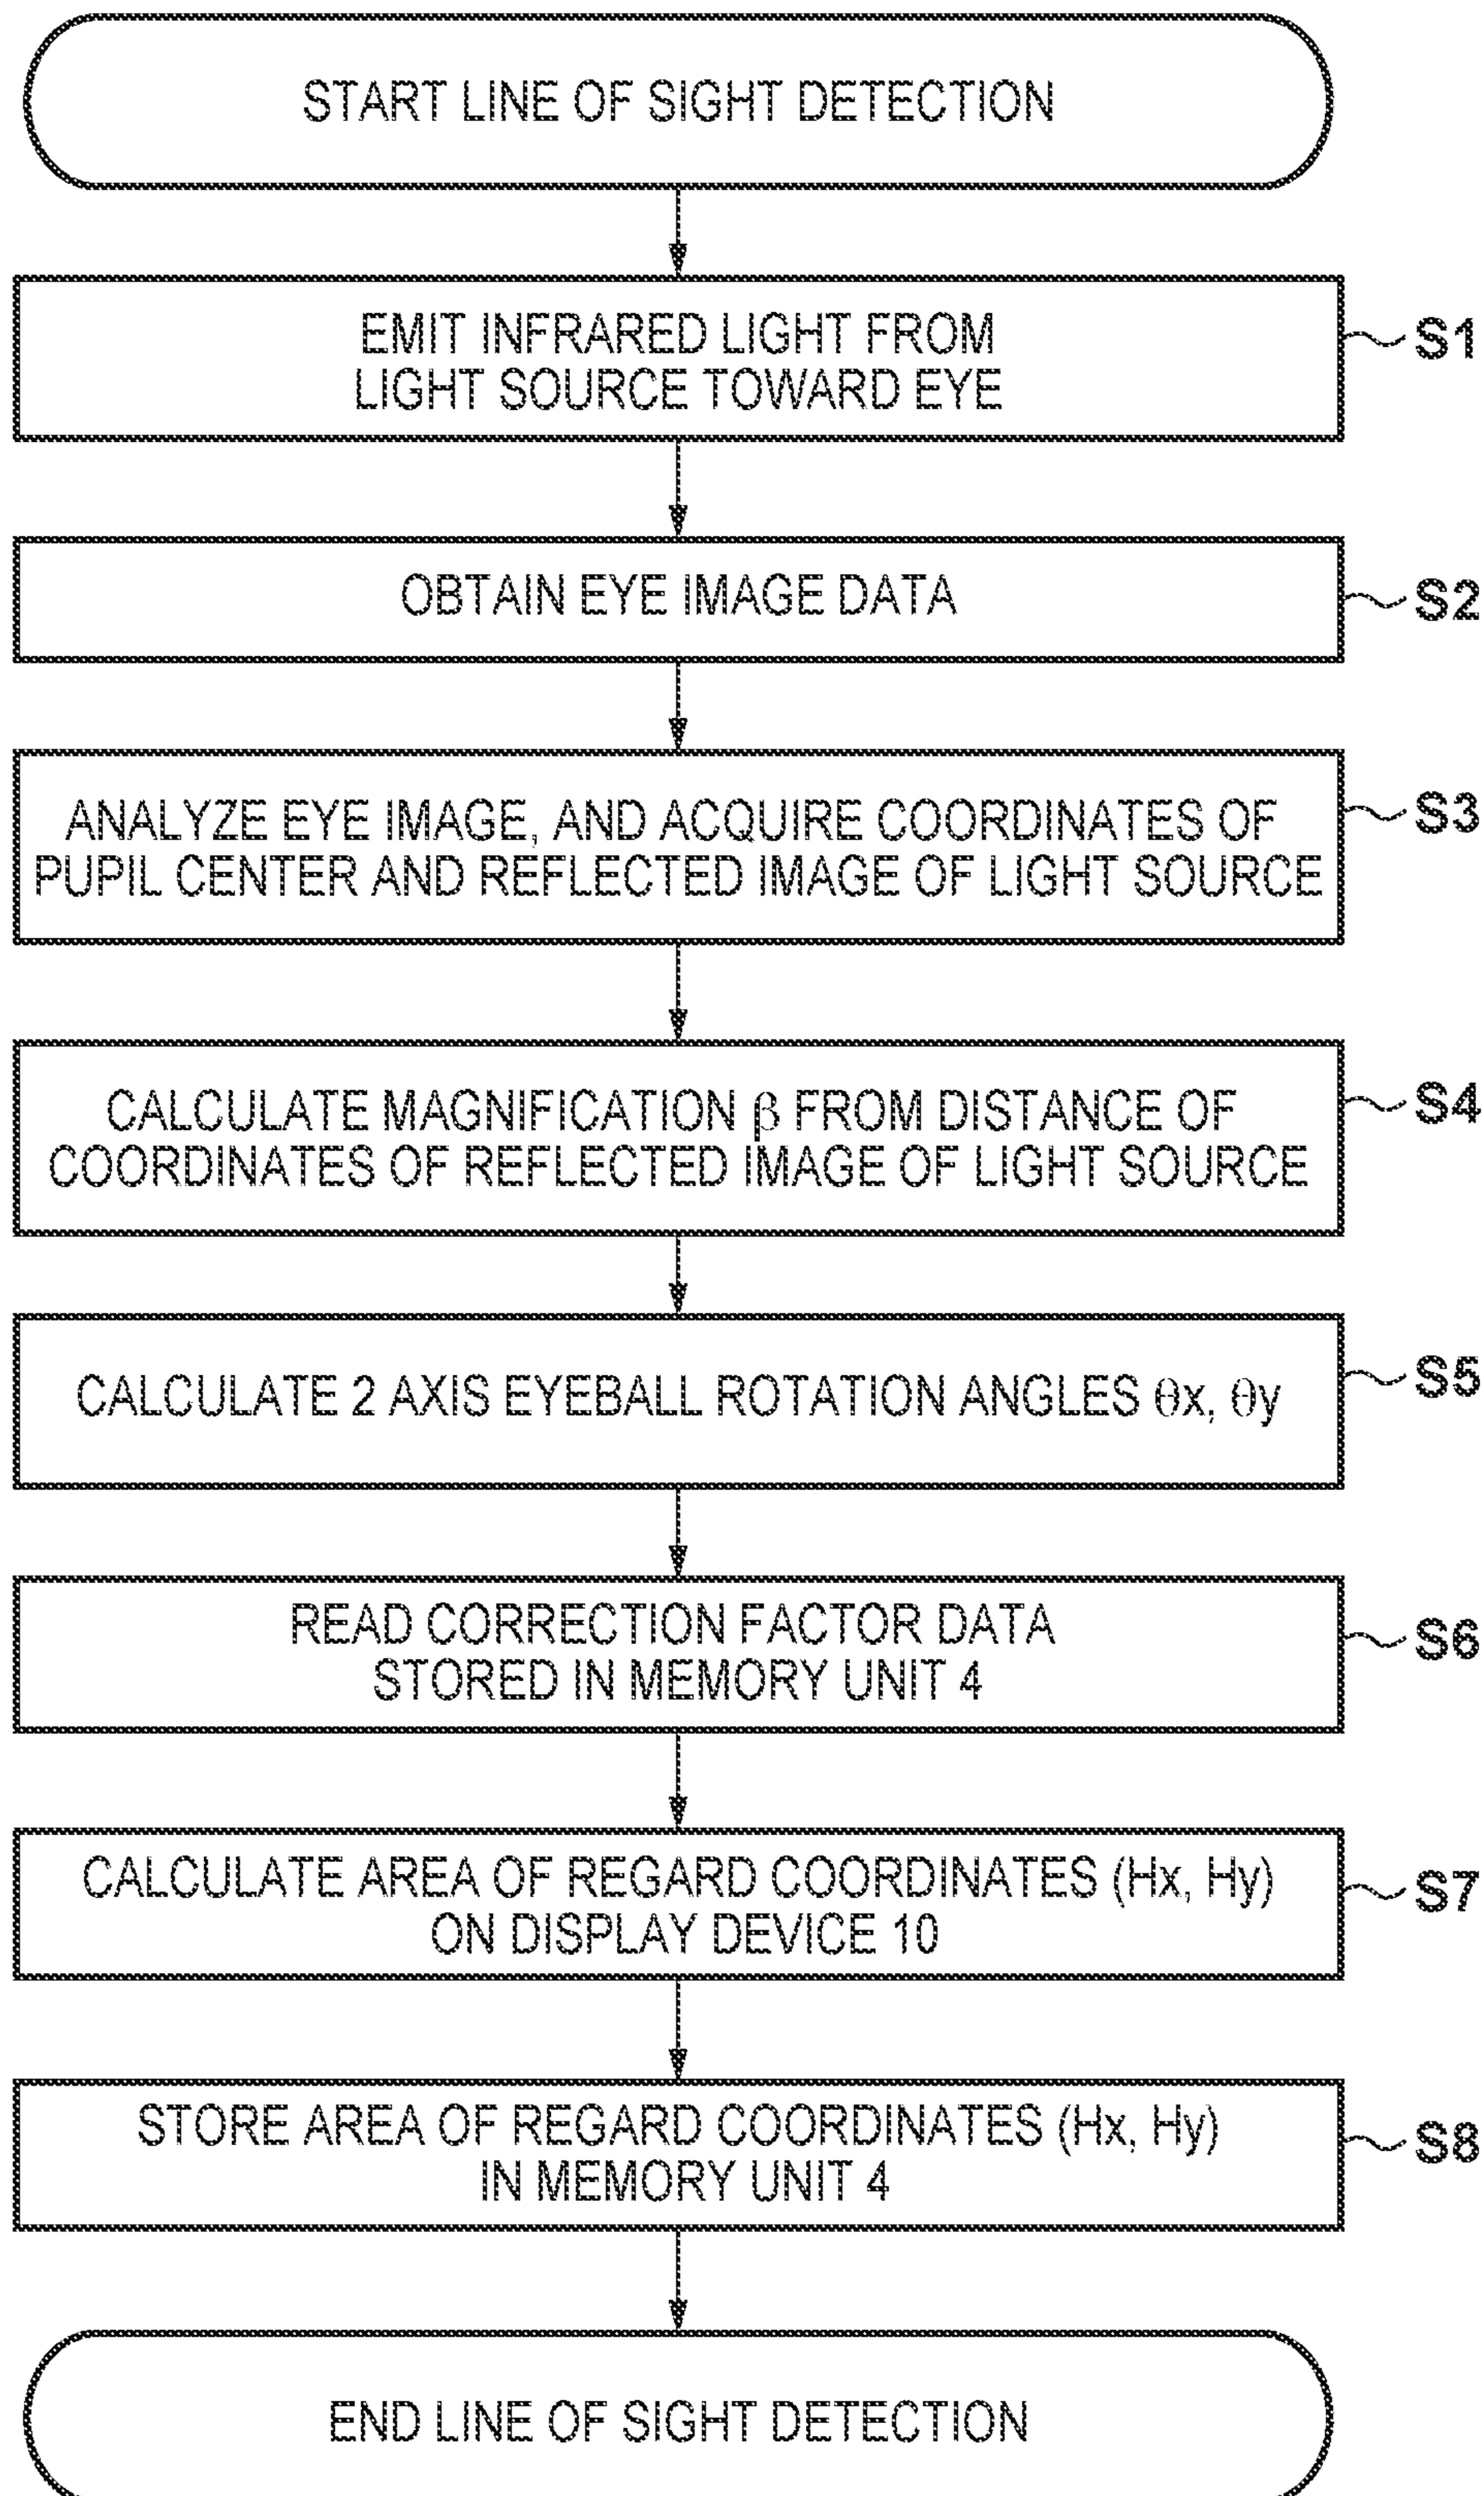 START LINE OF SIGHT DETECTION
EMIT INFRARED LIGHT FROM
LIGHT SOURCE TOWARD EYE
S1
OBTAIN EYE IMAGE DATA
S2
ANALYZE EYE IMAGE, AND ACQUIRE COORDINATES OF
PUPIL CENTER AND REFLECTED IMAGE OF LIGHT SOURCE
S3
CALCULATE MAGNIFICATION β FROM DISTANCE OF
COORDINATES OF REFLECTED IMAGE OF LIGHT SOURCE
S4
CALCULATE 2 AXIS EYEBALL ROTATION ANGLES θx, θy
S5
READ CORRECTION FACTOR DATA
STORED IN MEMORY UNIT 4
S6
CALCULATE AREA OF REGARD COORDINATES (Hx, Hy)
ON DISPLAY DEVICE 10
S7
STORE AREA OF REGARD COORDINATES (Hx, Hy)
IN MEMORY UNIT 4
S8
END LINE OF SIGHT DETECTION